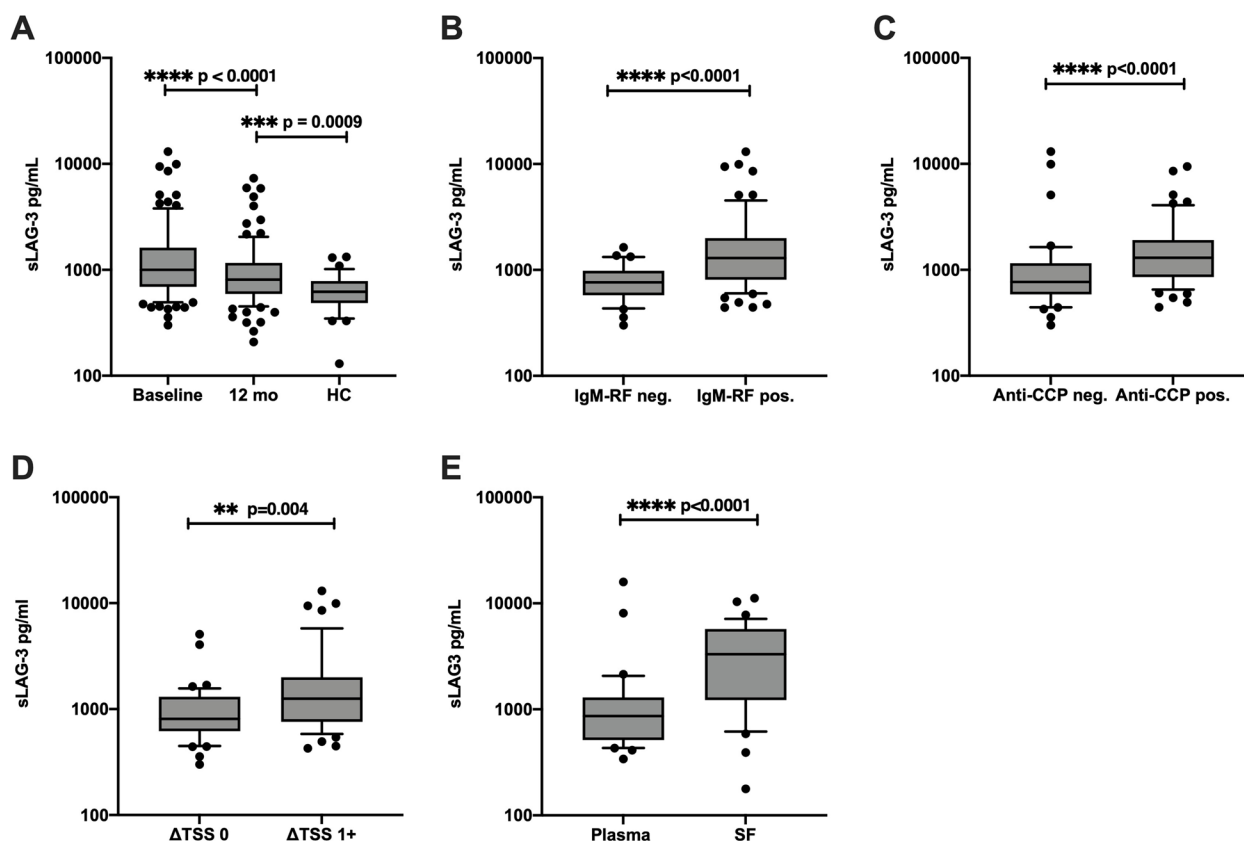 A
B
C
100000
10000
1000
100
sLAG-3 pg/mL
**** p < 0.0001
*** p = 0.0009
Baseline 12 mo HC
100000
10000
1000
100
sLAG-3 pg/mL
**** p<0.0001
IgM-RF neg. IgM-RF pos.
100000
10000
1000
100
sLAG-3 pg/mL
**** p<0.0001
Anti-CCP neg. Anti-CCP pos.
D
E
100000
10000
1000
100
sLAG-3 pg/ml
** p=0.004
ΔTSS 0 ΔTSS 1+
100000
10000
1000
100
sLAG3 pg/mL
**** p<0.0001
Plasma SF